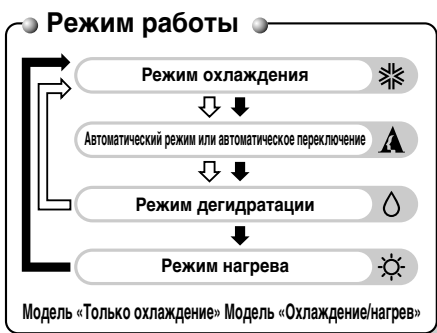 Режим работы
Режим охлаждения
Автоматический режим или автоматическое переключение
Режим дегидратации
Режим нагрева
Модель «Только охлаждение» Модель «Охлаждение/нагрев»